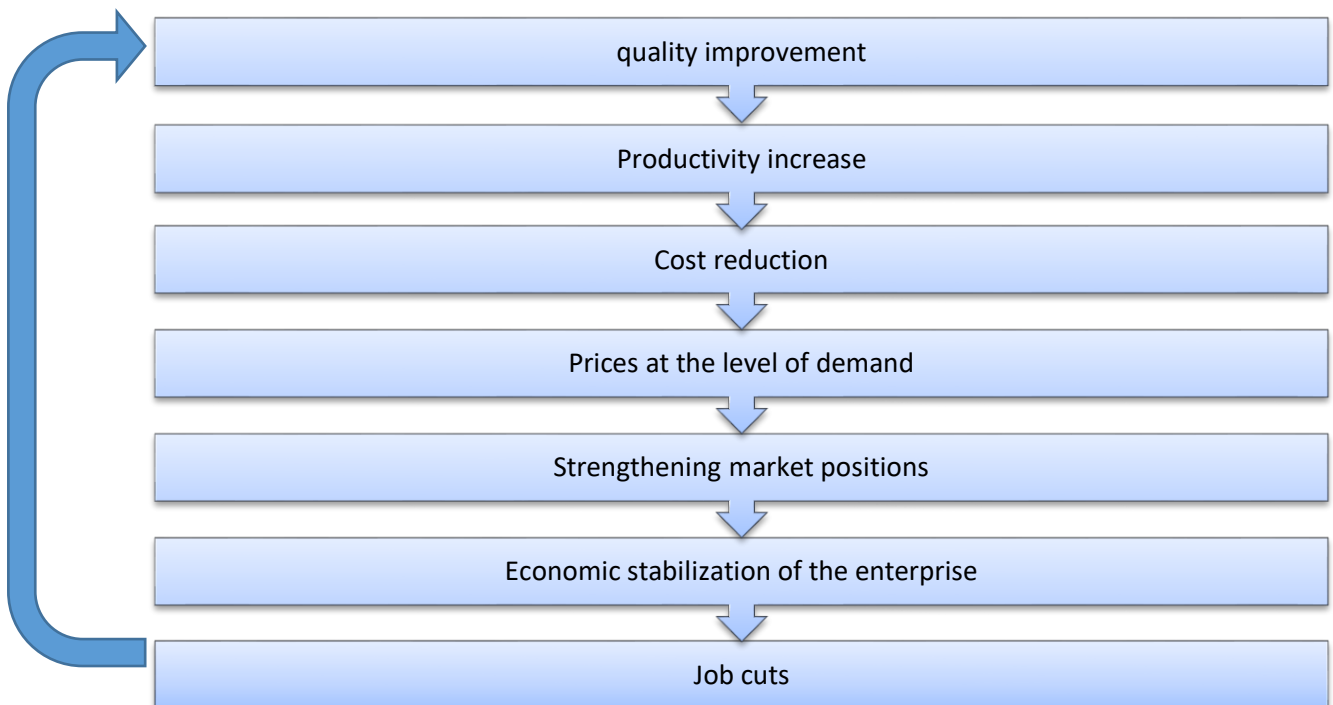 quality improvement
Productivity increase
Cost reduction
Prices at the level of demand
Strengthening market positions
Economic stabilization of the enterprise
Job cuts